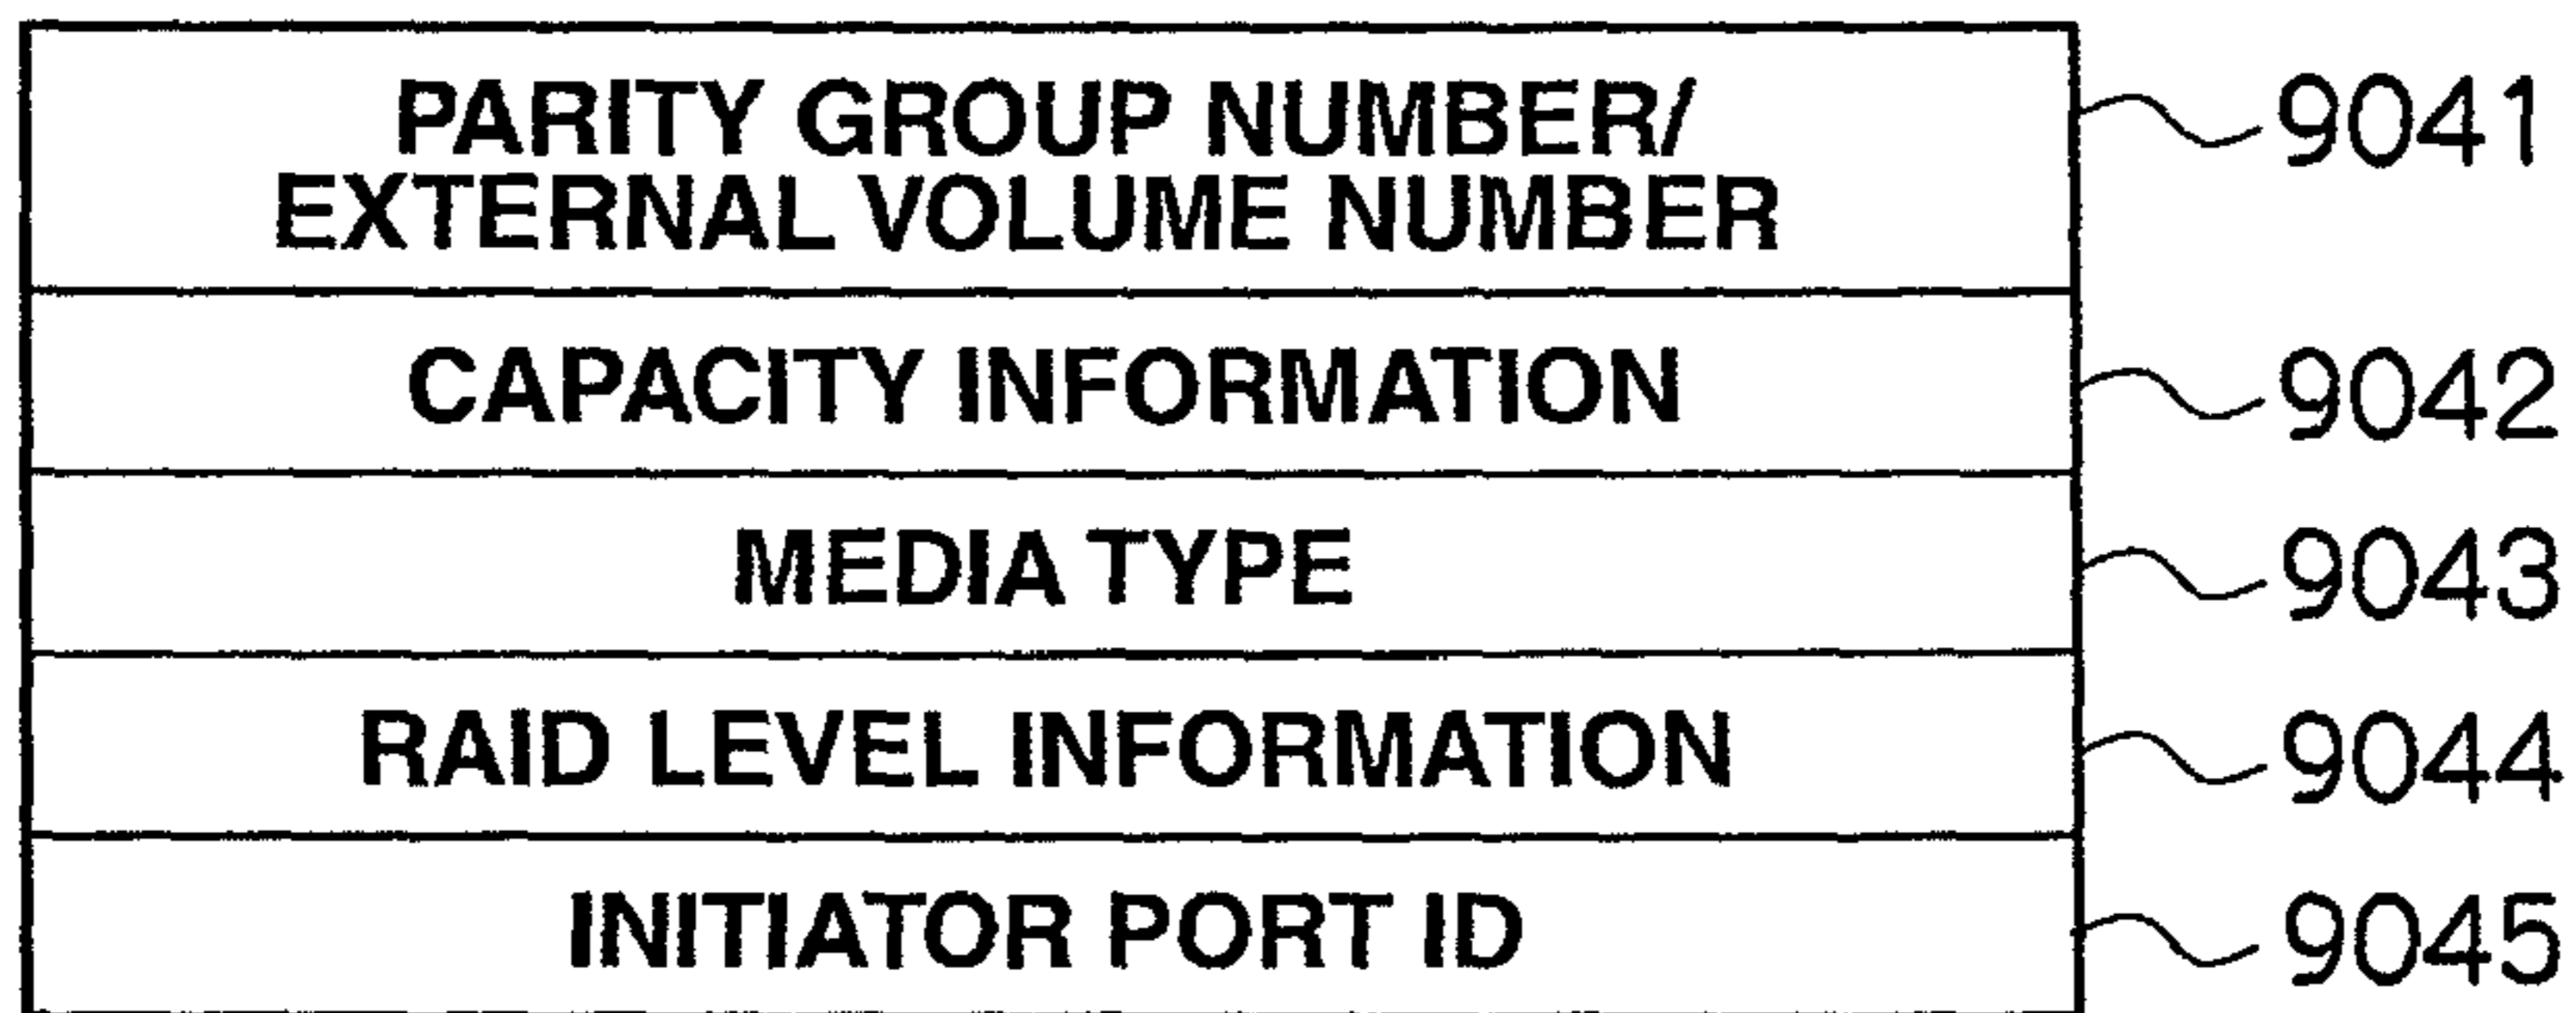 PARITY GROUP NUMBER/ 9041
EXTERNAL VOLUME NUMBER
CAPACITY INFORMATION 9042
MEDIA TYPE 9043
RAID LEVEL INFORMATION 9044
INITIATOR PORT ID 9045